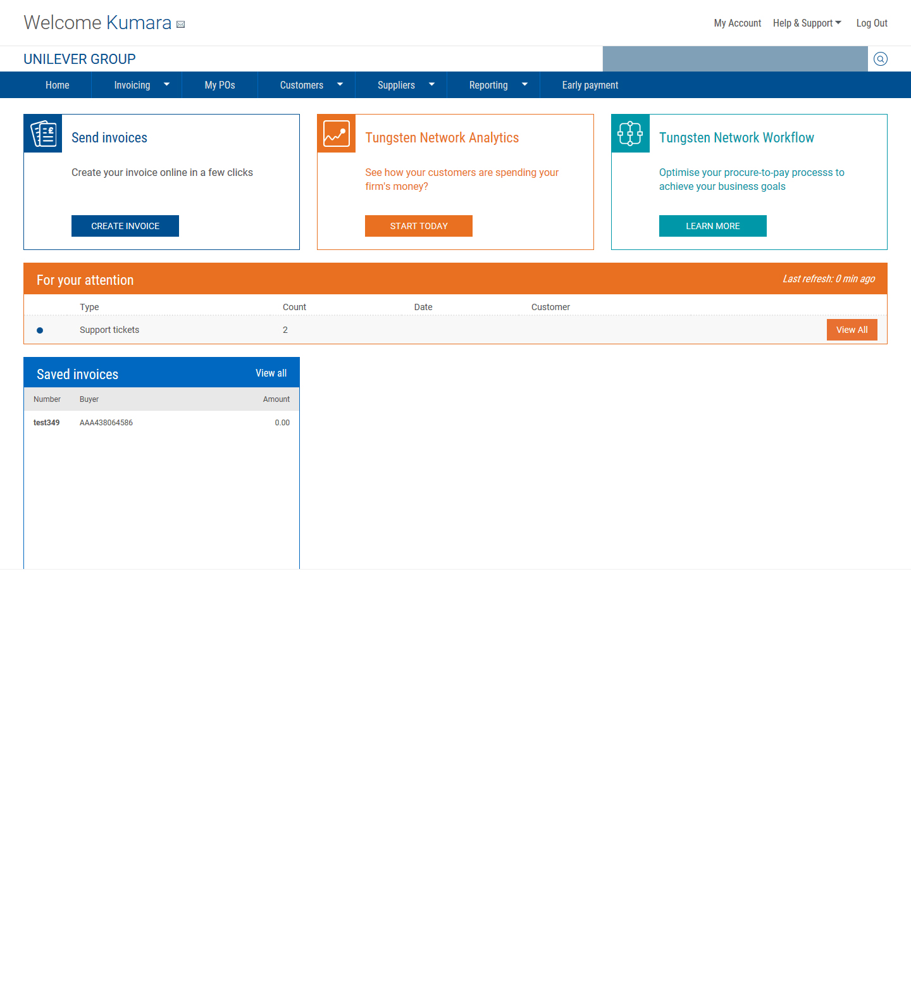 Welcome Kumara
My Account Help & Support Log Out
UNILEVER GROUP
Home Invoicing My POs Customers Suppliers Reporting Early payment
Send invoices
Create your invoice online in a few clicks
CREATE INVOICE
Tungsten Network Analytics
See how your customers are spending your
firm's money?
START TODAY
Tungsten Network Workflow
Optimise your procure-to-pay processs to
achieve your business goals
LEARN MORE
For your attention Last refresh: 0 min ago
Type Count Date Customer
Support tickets 2 View All
Saved invoices View all
Number Buyer Amount
test349 AAA438064586 0.00